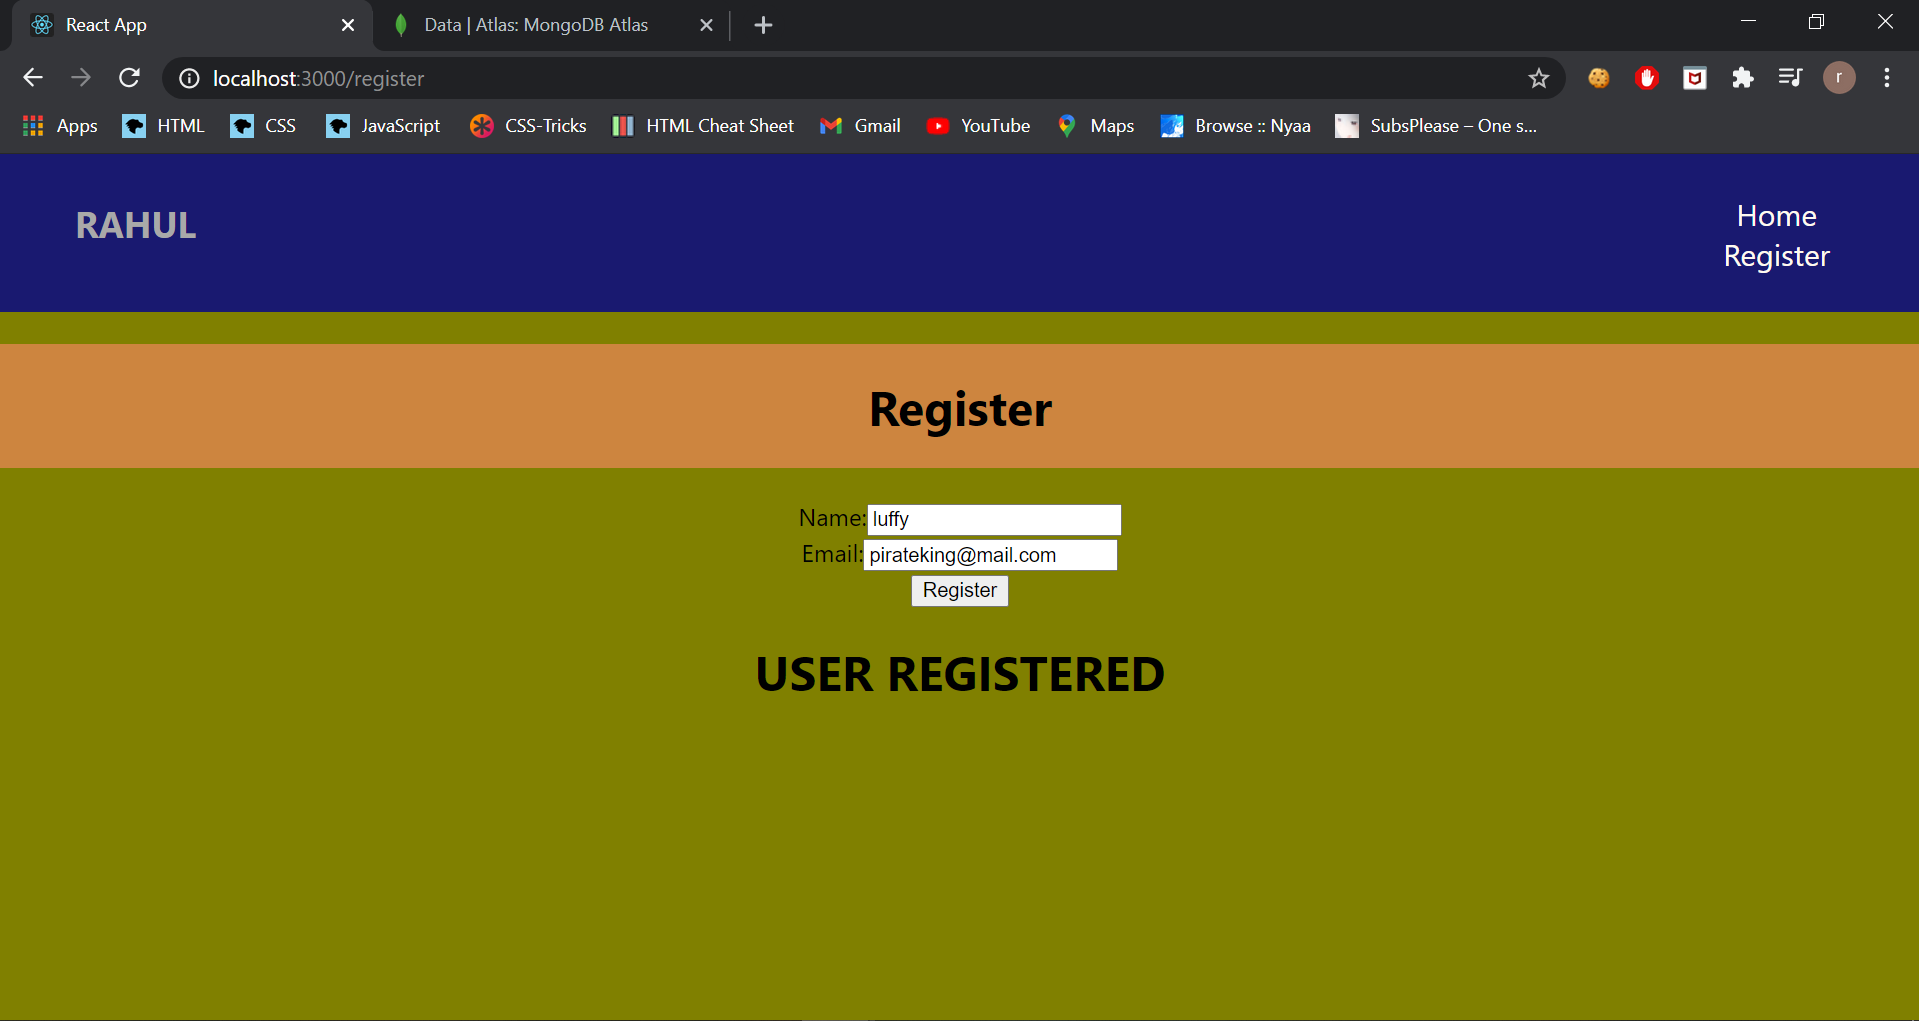 React App
Data | Atlas: MongoDB Atlas
localhost:3000/register
r
Apps HTML CSS JavaScript CSS-Tricks HTML Cheat Sheet Gmail YouTube Maps Browse :: Nyaa SubsPlease – One s...
RAHUL
Home
Register
Register
Name: luffy
Email: pirateking@mail.com
Register
USER REGISTERED